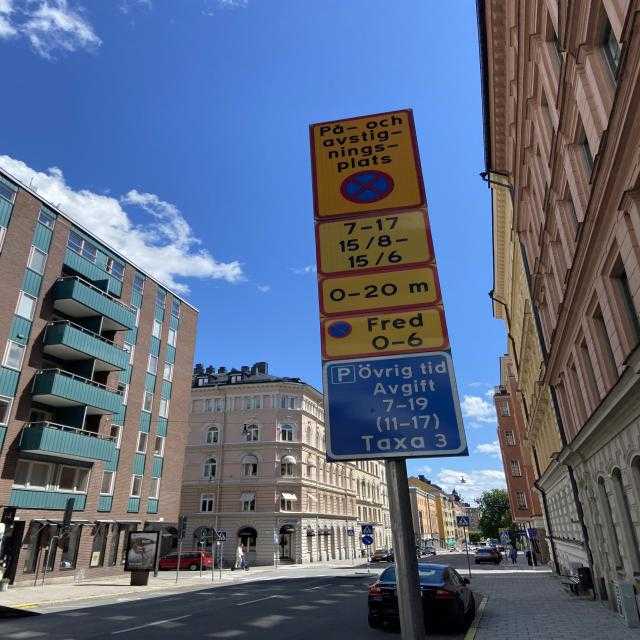 På- och
avstig-
nings-
plats
7-17
15/8-
15/6
0-20 m
Fred
0-6
P övrig tid
Avgift
7-19
(11-17)
Taxa 3